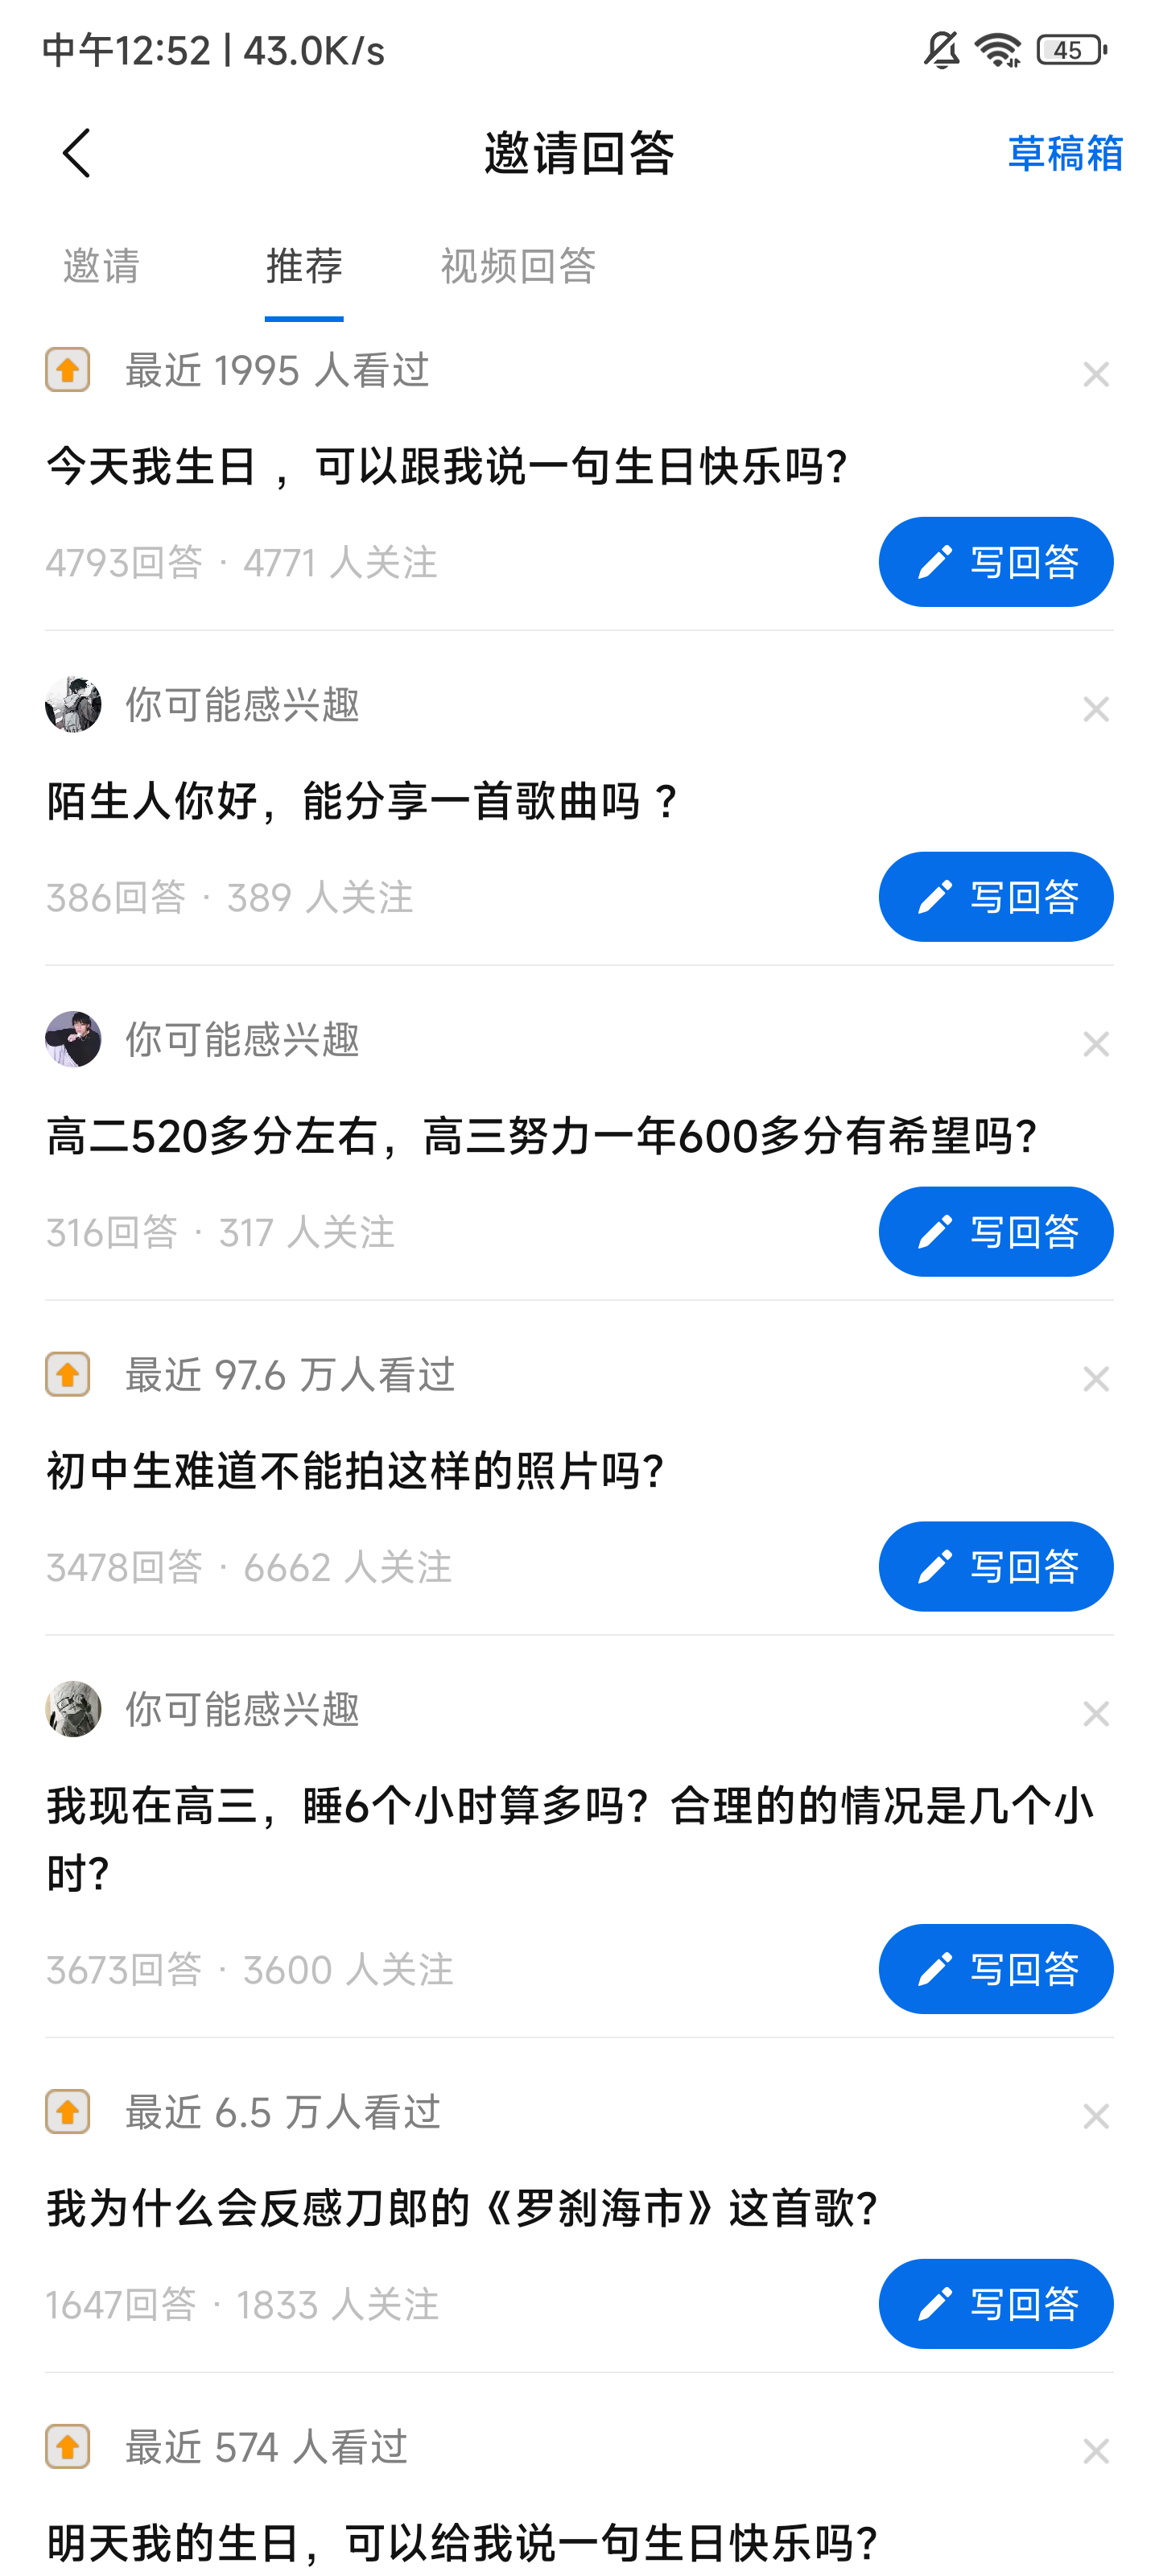 中午12:52 | 43.0K/s
45
邀请回答
草稿箱
邀请 推荐 视频回答
最近 1995 人看过
今天我生日 ，可以跟我说一句生日快乐吗?
4793回答 · 4771 人关注
写回答
你可能感兴趣
陌生人你好，能分享一首歌曲吗 ？
386回答 · 389 人关注
写回答
你可能感兴趣
高二520多分左右，高三努力一年600多分有希望吗?
316回答 · 317 人关注
写回答
最近 97.6 万人看过
初中生难道不能拍这样的照片吗?
3478回答 · 6662 人关注
写回答
你可能感兴趣
我现在高三，睡6个小时算多吗？合理的的情况是几个小
时?
3673回答 · 3600 人关注
写回答
最近 6.5 万人看过
我为什么会反感刀郎的《罗刹海市》这首歌?
1647回答 · 1833 人关注
写回答
最近 574 人看过
明天我的生日，可以给我说一句生日快乐吗?